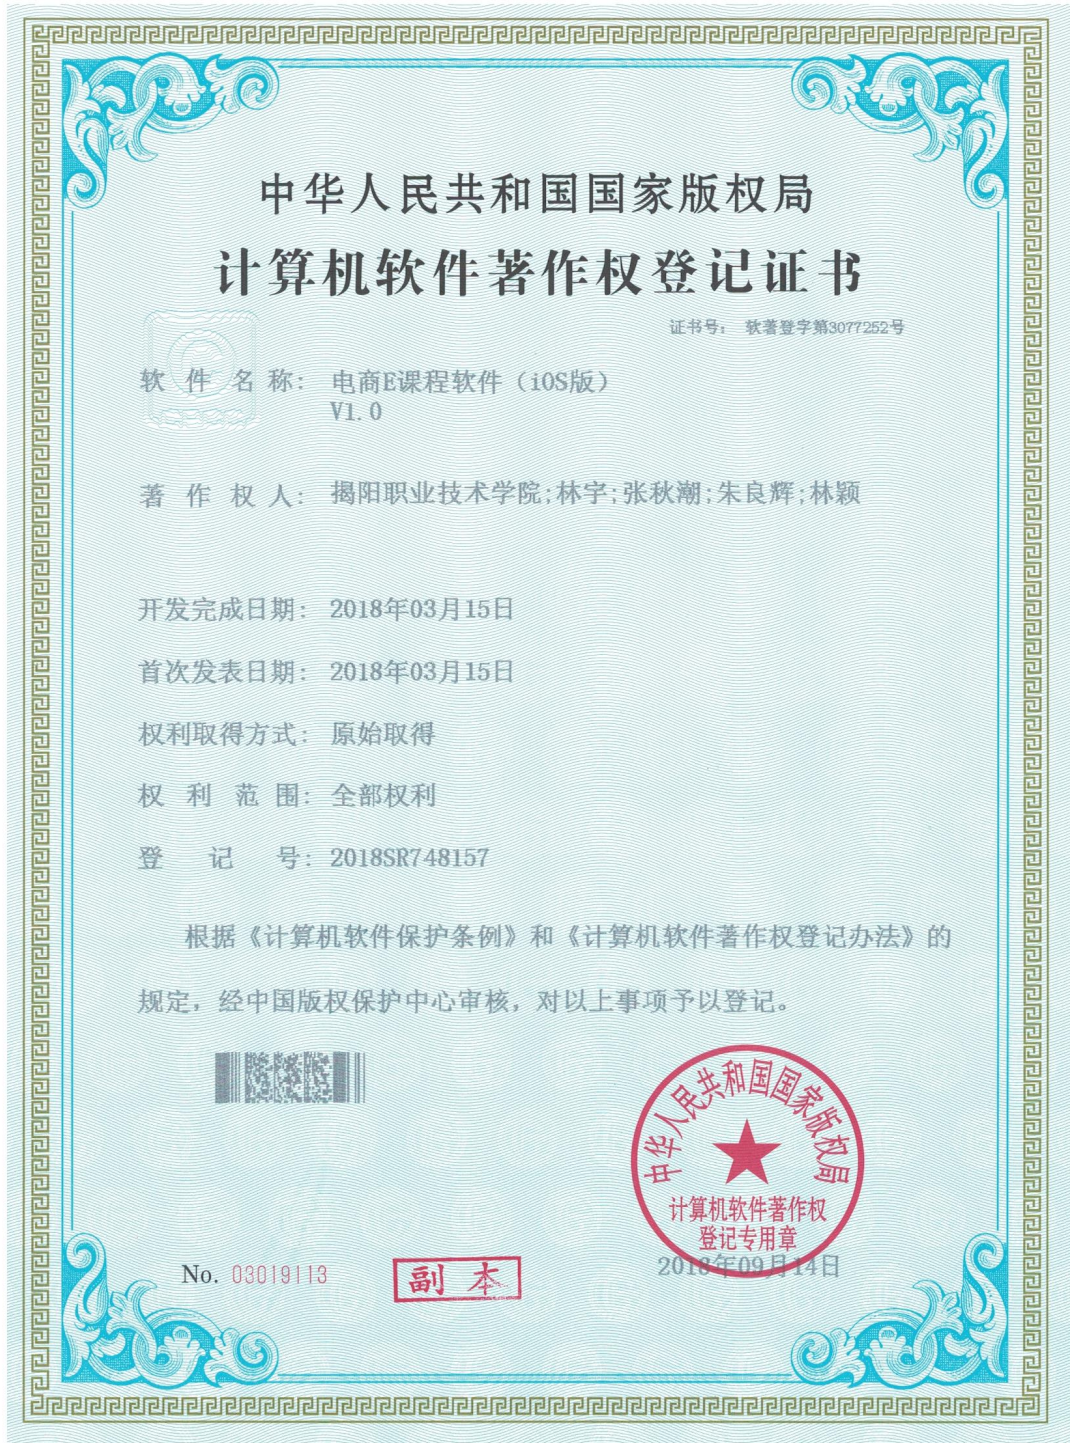 中华人民共和国国家版权局
计算机软件著作权登记证书
证书号： 软著登字第3077252号
软件名称： 电商E课程软件（iOS版）
V1.0
著作权人： 揭阳职业技术学院;林宇;张秋潮;朱良辉;林颖
开发完成日期： 2018年03月15日
首次发表日期： 2018年03月15日
权利取得方式： 原始取得
权利范围： 全部权利
登记号： 2018SR748157
根据《计算机软件保护条例》和《计算机软件著作权登记办法》的
规定，经中国版权保护中心审核，对以上事项予以登记。
中华人民共和国国家版权局
计算机软件著作权
登记专用章
2018年09月14日
No. 03019113
副本